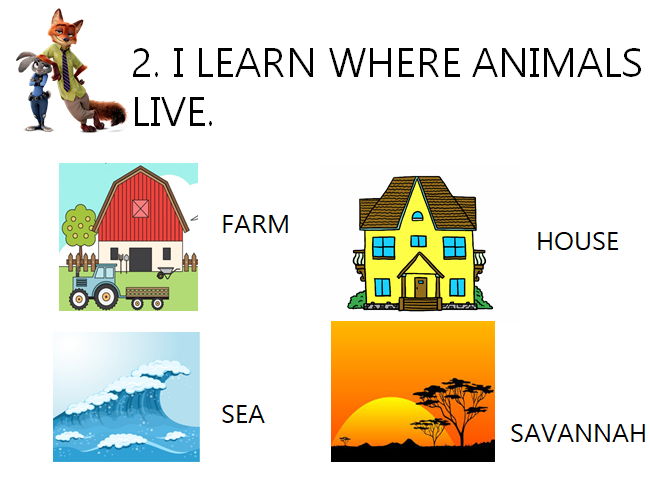 2. I LEARN WHERE ANIMALS
LIVE.
FARM
HOUSE
SEA
SAVANNAH